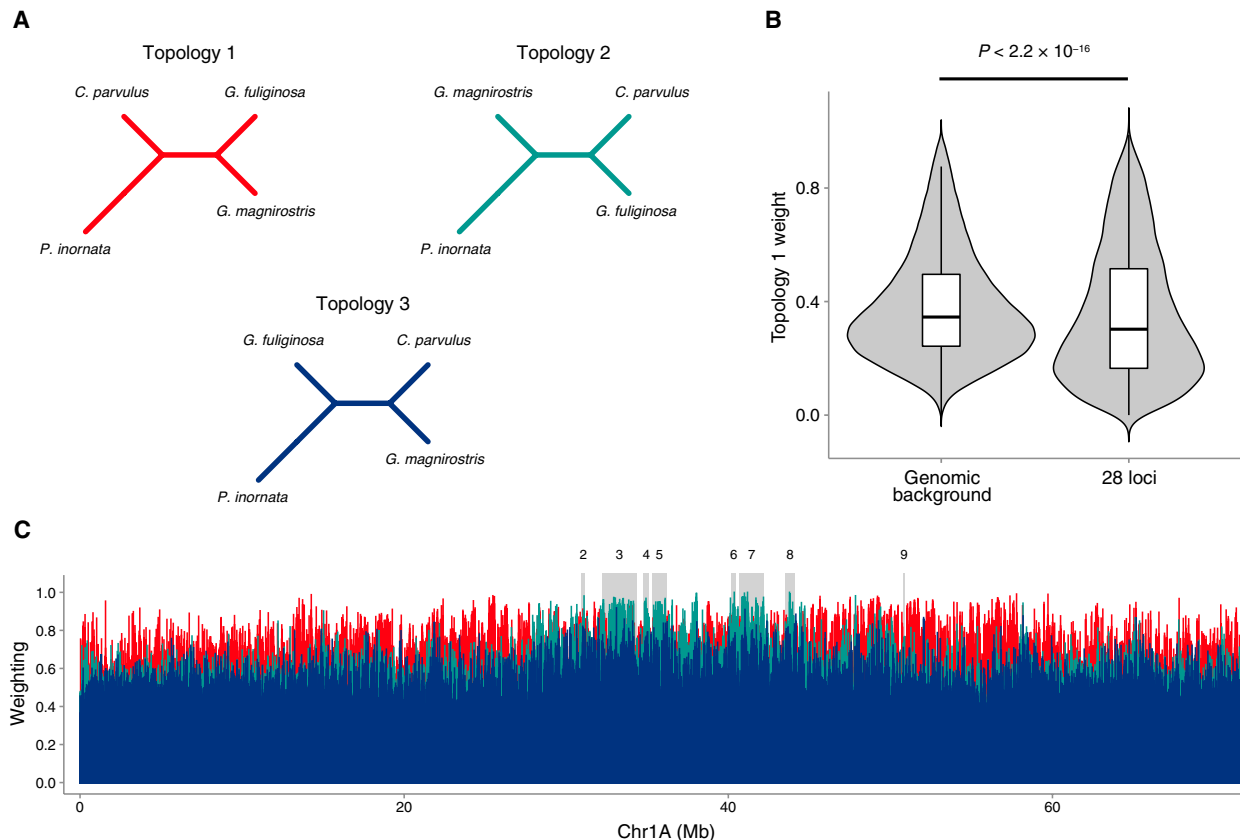 A
Topology 1
C. parvulus
G. fuliginosa
G. magnirostris
P. inornata
Topology 2
G. magnirostris
C. parvulus
G. fuliginosa
P. inornata
Topology 3
G. fuliginosa
C. parvulus
G. magnirostris
P. inornata
B
P < 2.2 × 10⁻¹⁶
Topology 1 weight
0.8
0.4
0.0
Genomic
background
28 loci
C
2 3 4 5 6 7 8 9
Weighting
1.0
0.8
0.6
0.4
0.2
0.0
0 20 40 60
Chr1A (Mb)